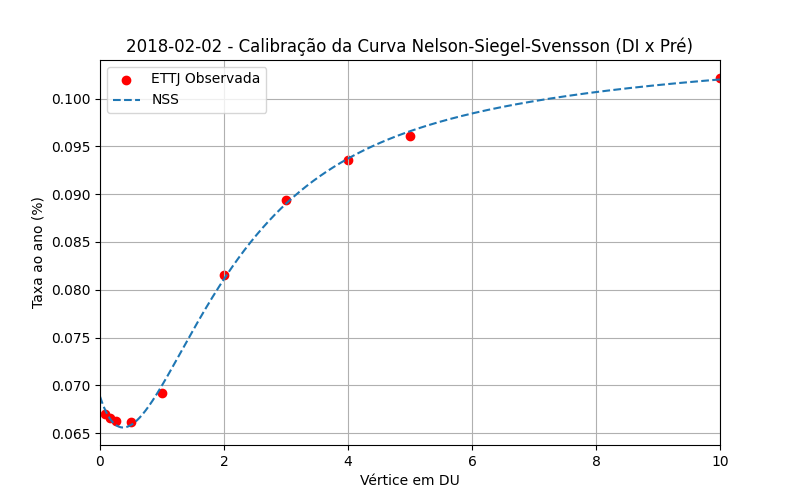 2018-02-02 - Calibração da Curva Nelson-Siegel-Svensson (DI x Pré)
ETTJ Observada
NSS
Taxa ao ano (%)
0.100
0.095
0.090
0.085
0.080
0.075
0.070
0.065
0 2 4 6 8 10
Vértice em DU